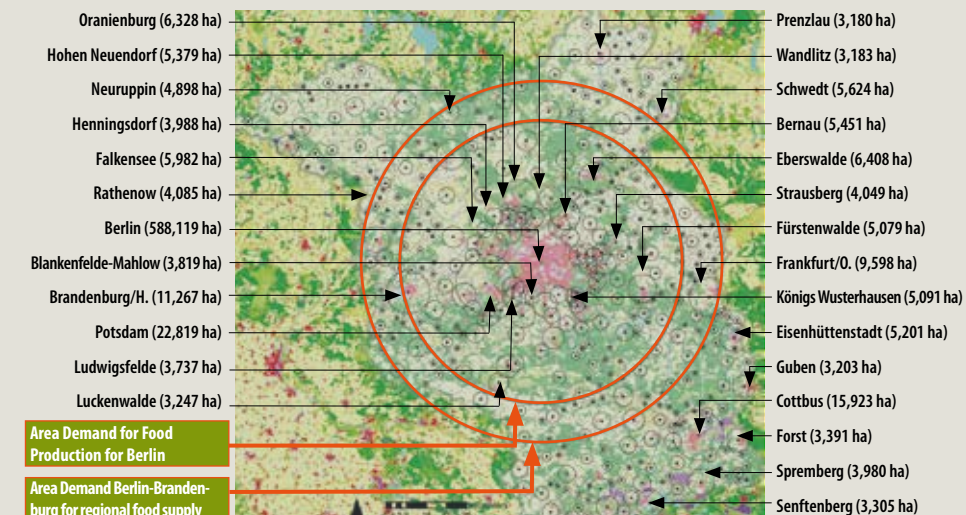 Oranienburg (6,328 ha)
Hohen Neuendorf (5,379 ha)
Neuruppin (4,898 ha)
Henningsdorf (3,988 ha)
Falkensee (5,982 ha)
Rathenow (4,085 ha)
Berlin (588,119 ha)
Blankenfelde-Mahlow (3,819 ha)
Brandenburg/H. (11,267 ha)
Potsdam (22,819 ha)
Ludwigsfelde (3,737 ha)
Luckenwalde (3,247 ha)
Area Demand for Food
Production for Berlin
Area Demand Berlin-Branden-
burg for regional food supply
Prenzlau (3,180 ha)
Wandlitz (3,183 ha)
Schwedt (5,624 ha)
Bernau (5,451 ha)
Eberswalde (6,408 ha)
Strausberg (4,049 ha)
Fürstenwalde (5,079 ha)
Frankfurt/O. (9,598 ha)
Königs Wusterhausen (5,091 ha)
Eisenhüttenstadt (5,201 ha)
Guben (3,203 ha)
Cottbus (15,923 ha)
Forst (3,391 ha)
Spremberg (3,980 ha)
Senftenberg (3,305 ha)